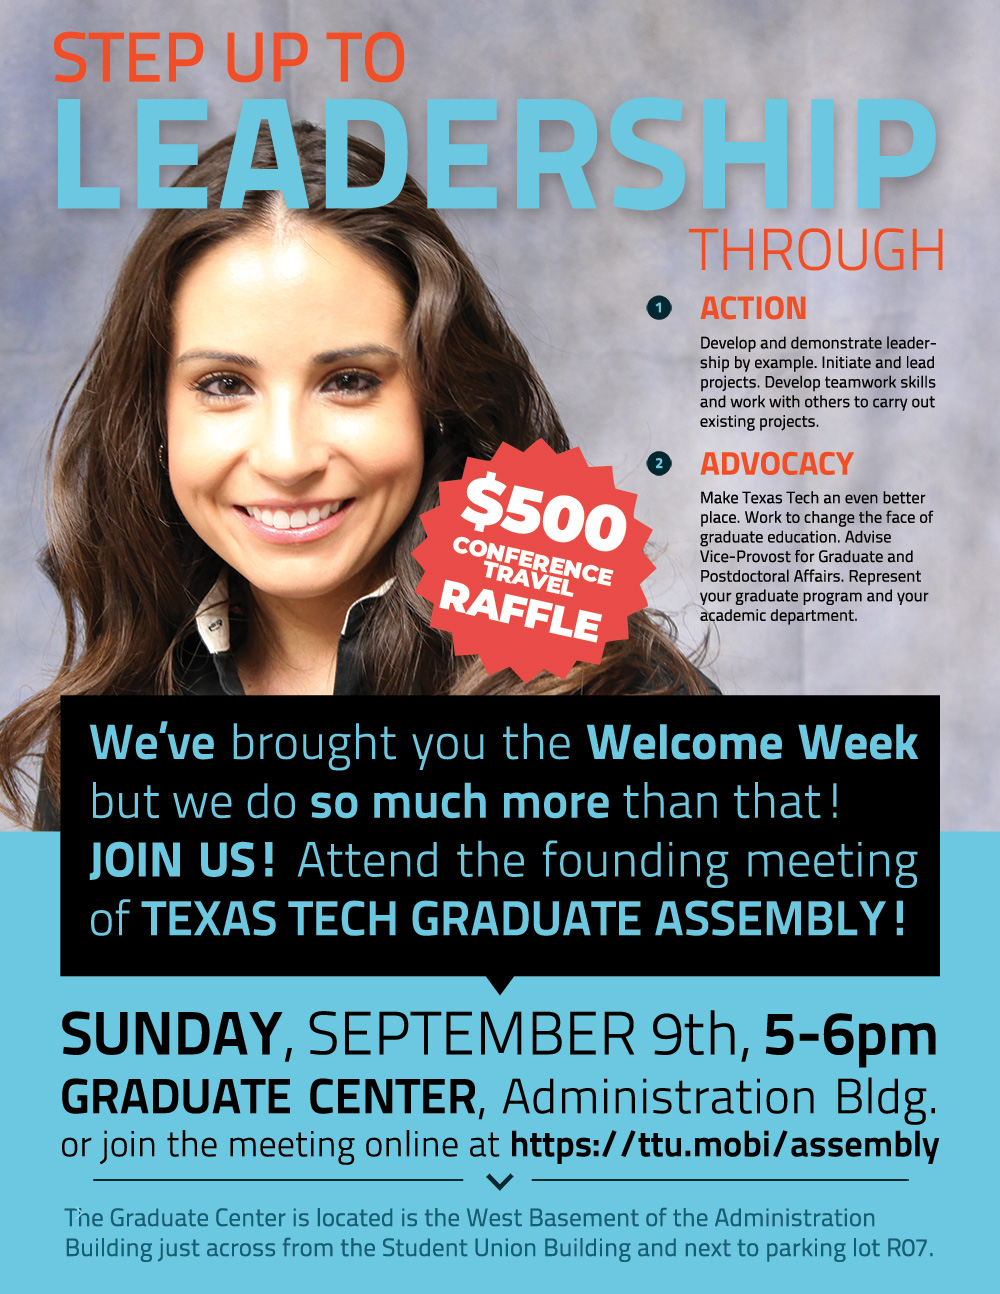 STEP UP TO
LEADERSHIP
THROUGH
1 ACTION
Develop and demonstrate leader-
ship by example. Initiate and lead
projects. Develop teamwork skills
and work with others to carry out
existing projects.
2 ADVOCACY
Make Texas Tech an even better
place. Work to change the face of
graduate education. Advise
Vice-Provost for Graduate and
Postdoctoral Affairs. Represent
your graduate program and your
academic department.
$500
CONFERENCE
TRAVEL
RAFFLE
We've brought you the Welcome Week
but we do so much more than that!
JOIN US! Attend the founding meeting
of TEXAS TECH GRADUATE ASSEMBLY!
SUNDAY, SEPTEMBER 9th, 5-6pm
GRADUATE CENTER, Administration Bldg.
or join the meeting online at https://ttu.mobi/assembly
The Graduate Center is located is the West Basement of the Administration
Building just across from the Student Union Building and next to parking lot R07.